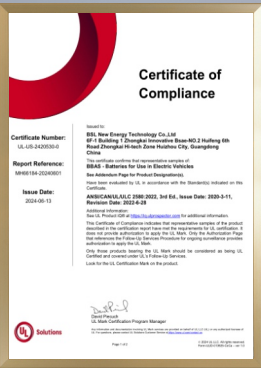 Certificate of
Compliance
Certificate Number:
UL-US-2420530-0
Report Reference:
MH66194-20240601
Issue Date:
2024-06-13
Issued to:
BSL New Energy Technology Co.,Ltd
6F-1 Building 1 Zhongkai Innovative Bsae-NO.2 Huifeng 6th
Road Zhongkai Hi-tech Zone Huizhou City, Guangdong
China
This certificate confirms that representative samples of:
BBAS - Batteries for Use in Electric Vehicles
See Addendum Page for Product Designation(s).
Have been evaluated by UL in accordance with the Standard(s) indicated on this
Certificate.
ANSI/CAN/UL/ULC 2580:2022, 3rd Ed., Issue Date: 2020-3-11,
Revision Date: 2022-6-28
Additional Information:
See UL Product iQ® at https://iq.ulprospector.com for additional information.
This Certificate of Compliance indicates that representative samples of the product
described in the certification report have met the requirements for UL certification. It
does not provide authorization to apply the UL Mark. Only the Authorization Page
that references the Follow-Up Services Procedure for ongoing surveillance provides
authorization to apply the UL Mark.
Only those products bearing the UL Mark should be considered as being UL
Certified and covered under UL's Follow-Up Services.
Look for the UL Certification Mark on the product.
David Piecuch
UL Mark Certification Program Manager
UL Solutions
Page 1 of 2